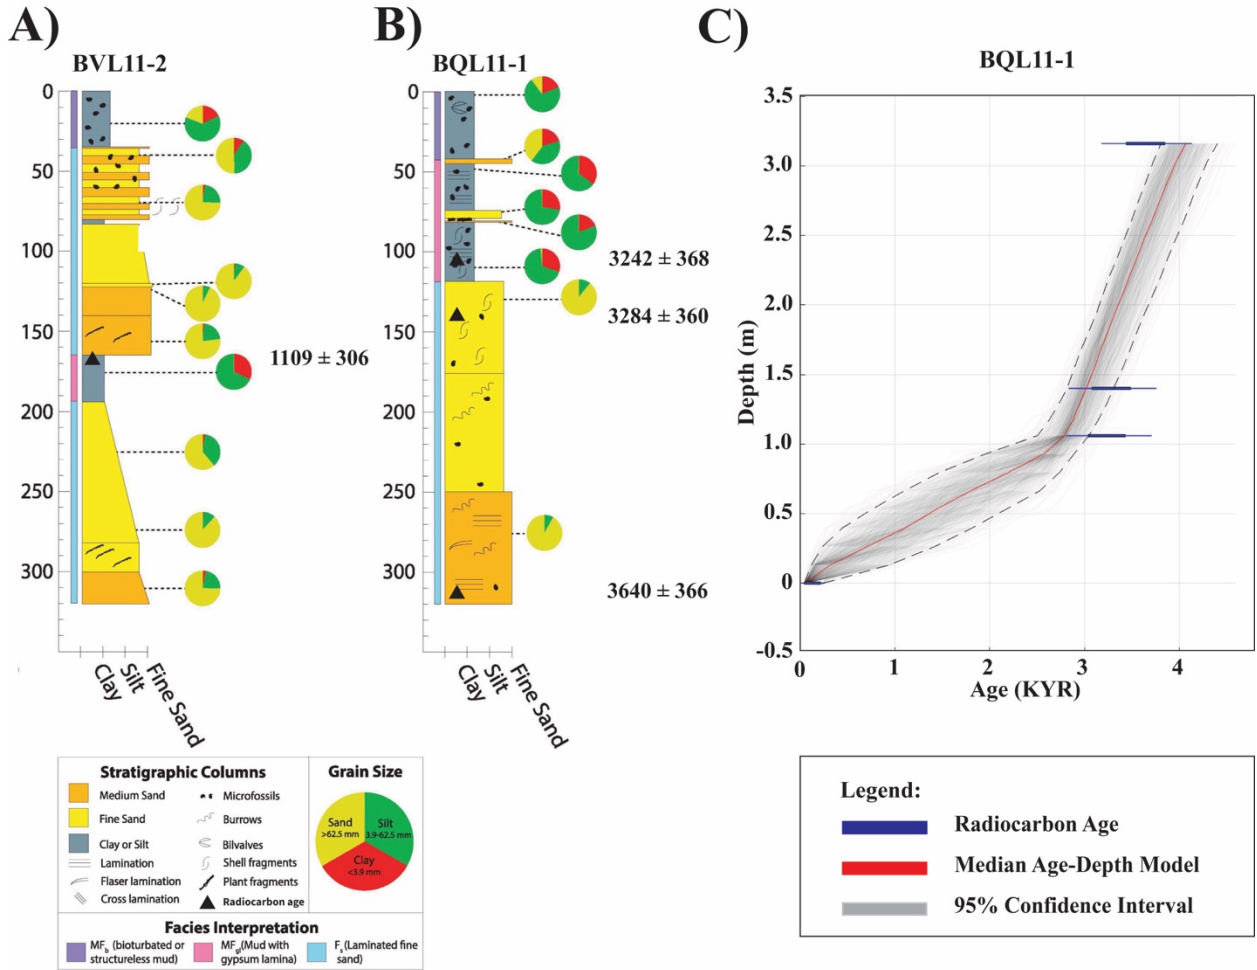 A)
BVL11-2
0
50
100
150
200
250
300
1109 ± 306
Clay
Silt
Fine Sand
B)
BQL11-1
0
50
100
150
200
250
300
3242 ± 368
3284 ± 360
3640 ± 366
Clay
Silt
Fine Sand
C)
BQL11-1
3.5
3.0
2.5
2.0
1.5
1.0
0.5
0
-0.5
Depth (m)
0 1 2 3 4
Age (KYR)
Stratigraphic Columns
Medium Sand
Fine Sand
Clay or Silt
Lamination
Flaser lamination
Cross lamination
Microfossils
Burrows
Bilvalves
Shell fragments
Plant fragments
Radiocarbon age
Grain Size
Sand
>62.5 mm
Silt
3.9-62.5 mm
Clay
<3.9 mm
Facies Interpretation
MFb (bioturbated or
structureless mud)
MFgl(Mud with
gypsum lamina)
Fs (Laminated fine
sand)
Legend:
Radiocarbon Age
Median Age-Depth Model
95% Confidence Interval